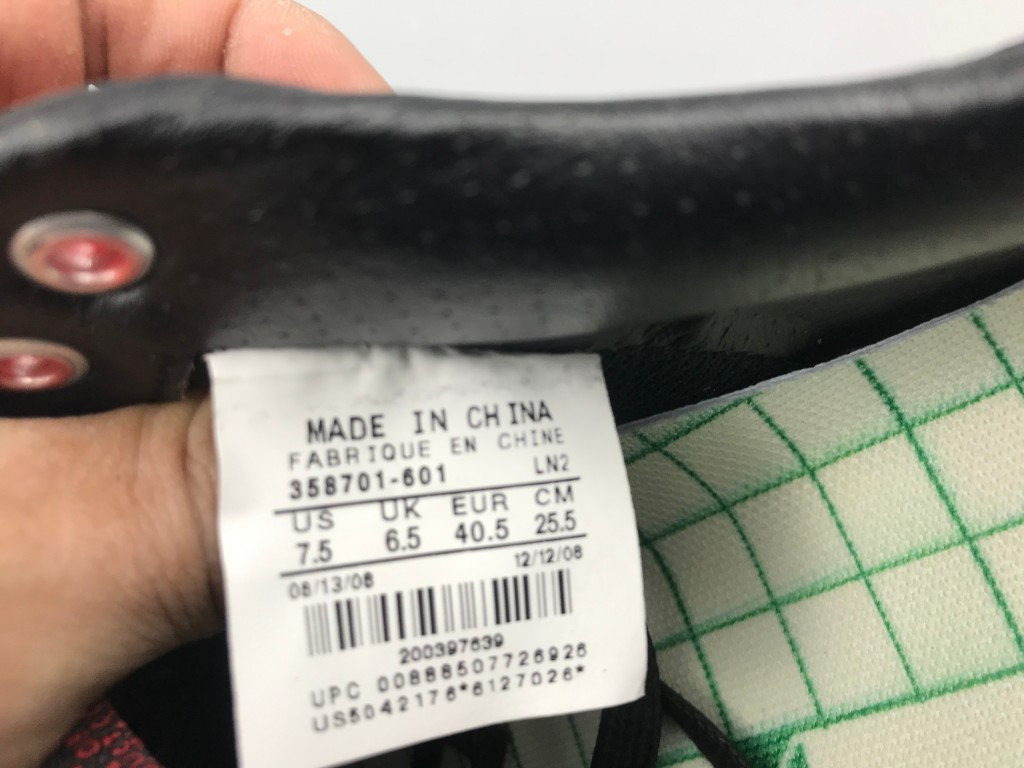 MADE IN CHINA
FABRIQUE EN CHINE
358701-601 LN2
US UK EUR CM
7.5 6.5 40.5 25.5
08/13/08 12/12/08
200397639
UPC 00888507726926
US5042176*6127026*